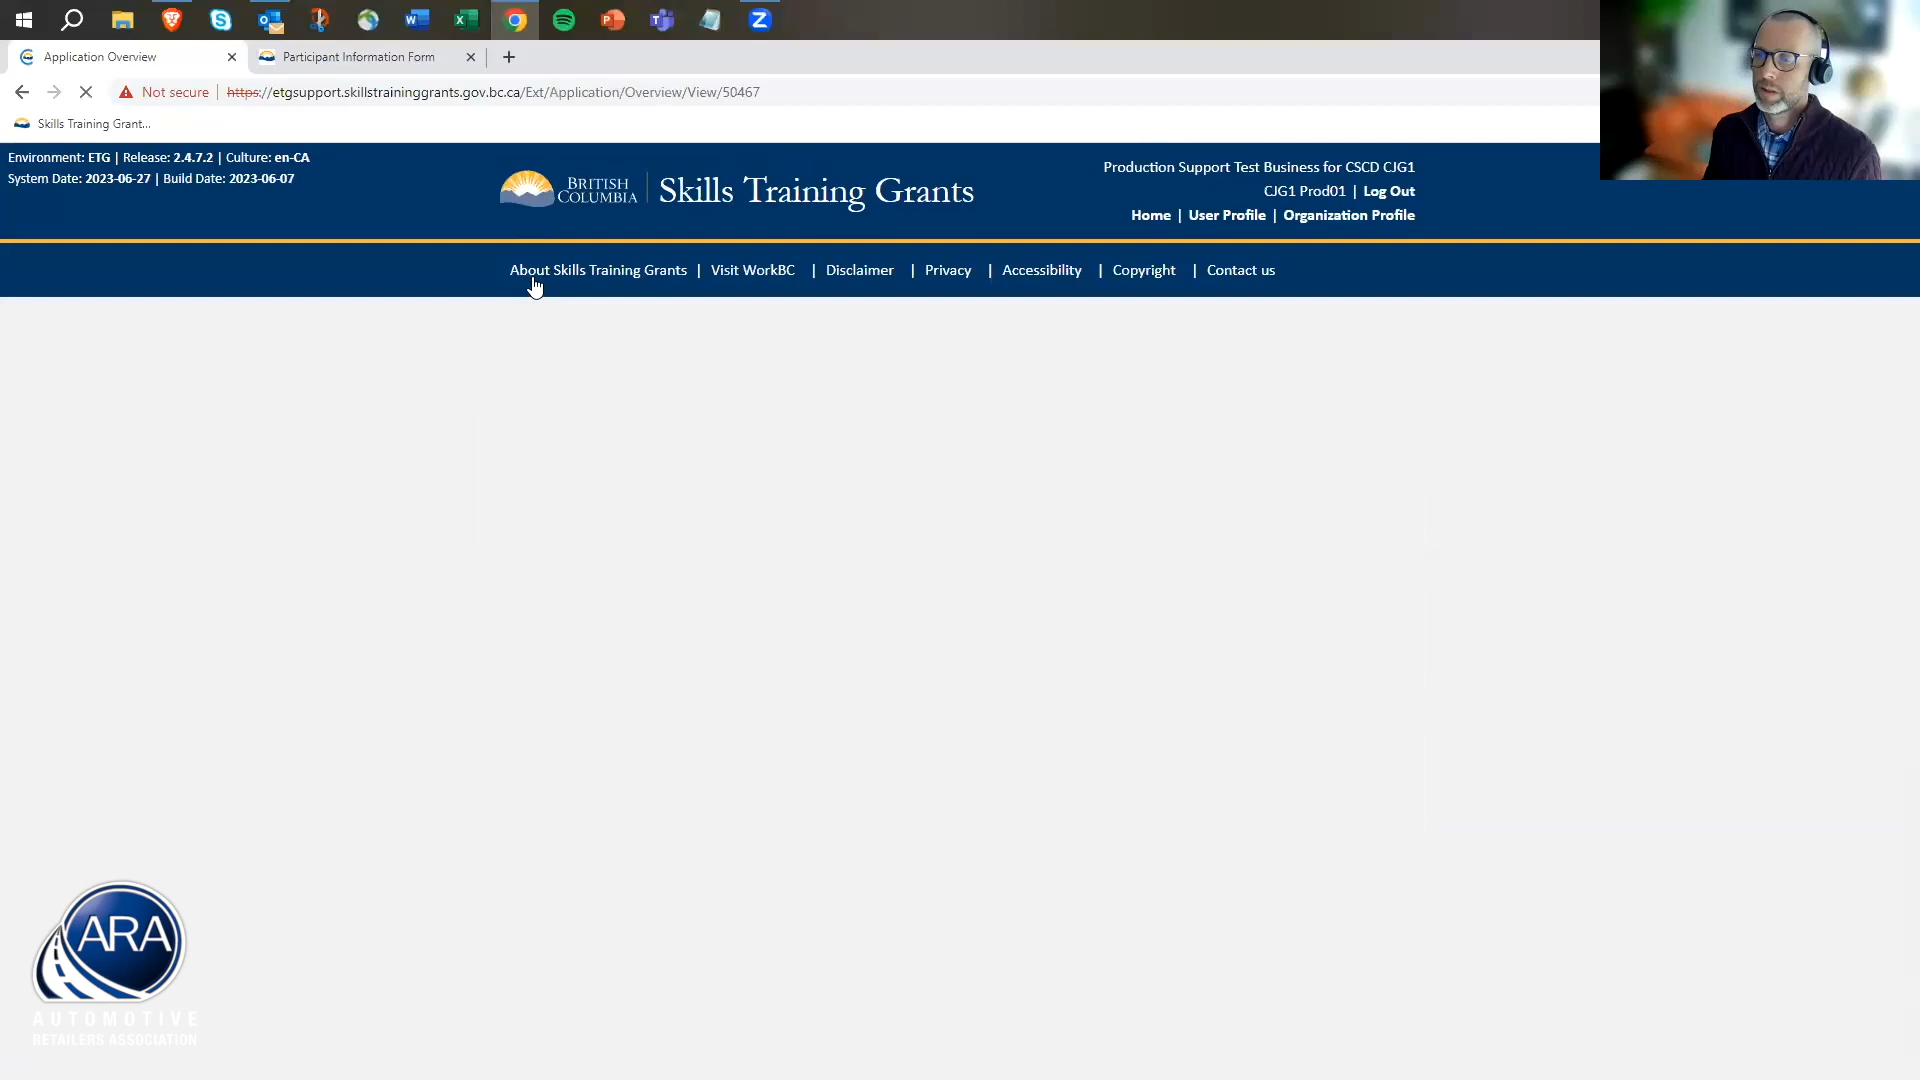 Application Overview
Participant Information Form
Not secure
https://etgsupport.skillstraininggrants.gov.bc.ca/Ext/Application/Overview/View/50467
Skills Training Grant...
Environment: ETG | Release: 2.4.7.2 | Culture: en-CA
System Date: 2023-06-27 | Build Date: 2023-06-07
BRITISH
COLUMBIA
Skills Training Grants
Production Support Test Business for CSCD CJG1
CJG1 Prod01 | Log Out
Home | User Profile | Organization Profile
About Skills Training Grants | Visit WorkBC | Disclaimer | Privacy | Accessibility | Copyright | Contact us
ARA
AUTOMOTIVE
RETAILERS ASSOCIATION